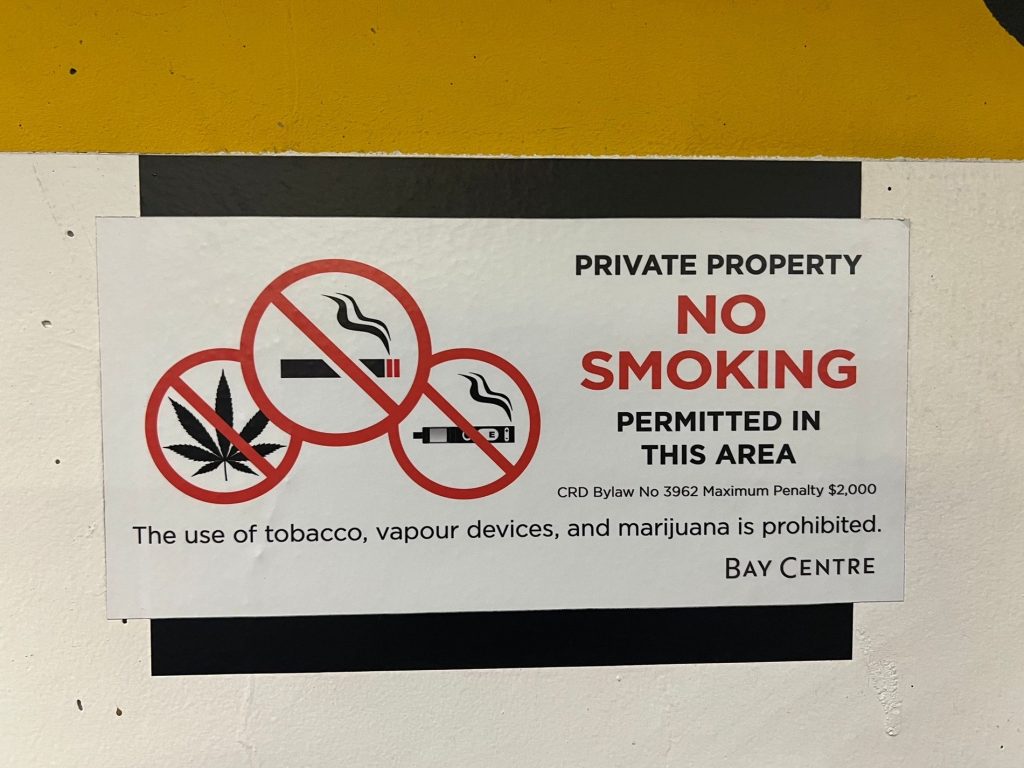 PRIVATE PROPERTY
NO
SMOKING
PERMITTED IN
THIS AREA
CRD Bylaw No 3962 Maximum Penalty $2,000
The use of tobacco, vapour devices, and marijuana is prohibited.
BAY CENTRE